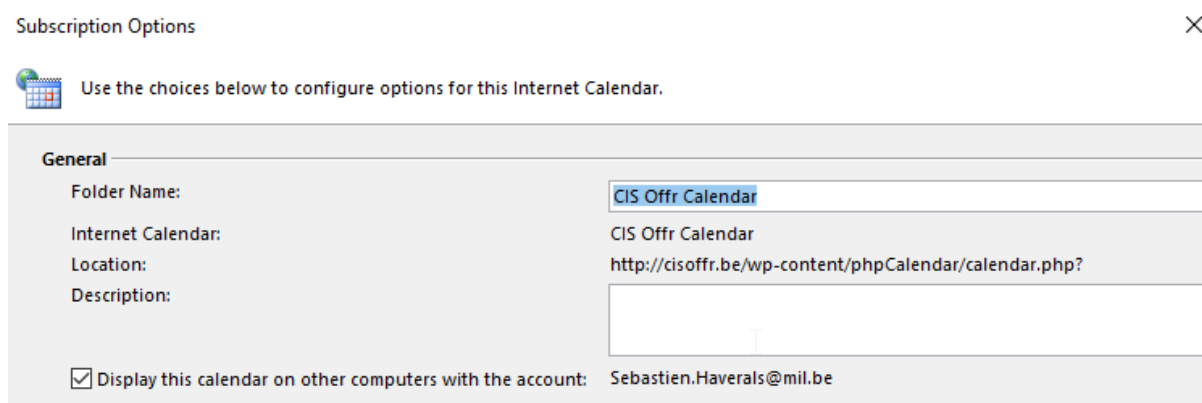 Subscription Options
Use the choices below to configure options for this Internet Calendar.
General
Folder Name: CIS Offr Calendar
Internet Calendar: CIS Offr Calendar
Location: http://cisoffr.be/wp-content/phpCalendar/calendar.php?
Description:
Display this calendar on other computers with the account: Sebastien.Haverals@mil.be